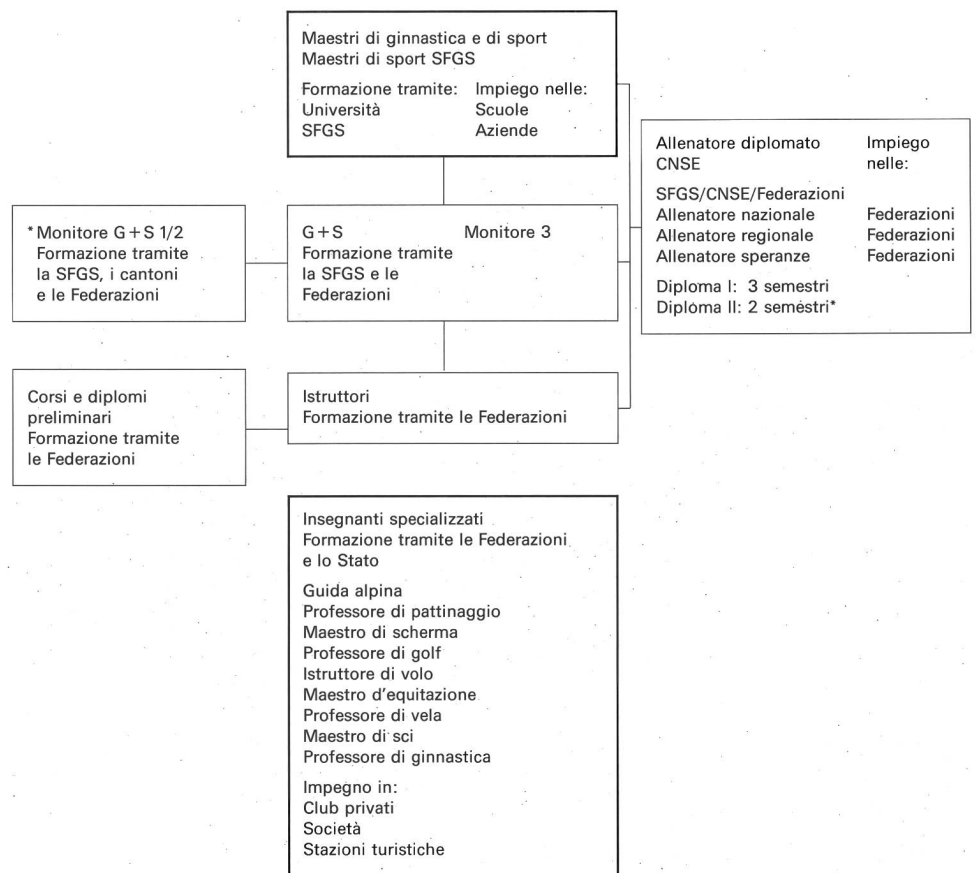 Maestri di ginnastica e di sport
Maestri di sport SFGS
Formazione tramite: Impiego nelle:
Università Scuole
SFGS Aziende
Allenatore diplomato Impiego
CNSE nelle:
SFGS/CNSE/Federazioni
Allenatore nazionale Federazioni
Allenatore regionale Federazioni
Allenatore speranze Federazioni
Diploma I: 3 semestri
Diploma II: 2 semestri*
*Monitore G+S 1/2
Formazione tramite
la SFGS, i cantoni
e le Federazioni
G+S Monitore 3
Formazione tramite
la SFGS e le
Federazioni
Corsi e diplomi
preliminari
Formazione tramite
le Federazioni
Istruttori
Formazione tramite le Federazioni
Insegnanti specializzati
Formazione tramite le Federazioni
e lo Stato
Guida alpina
Professore di pattinaggio
Maestro di scherma
Professore di golf
Istruttore di volo
Maestro d'equitazione
Professore di vela
Maestro di sci
Professore di ginnastica
Impegno in:
Club privati
Società
Stazioni turistiche